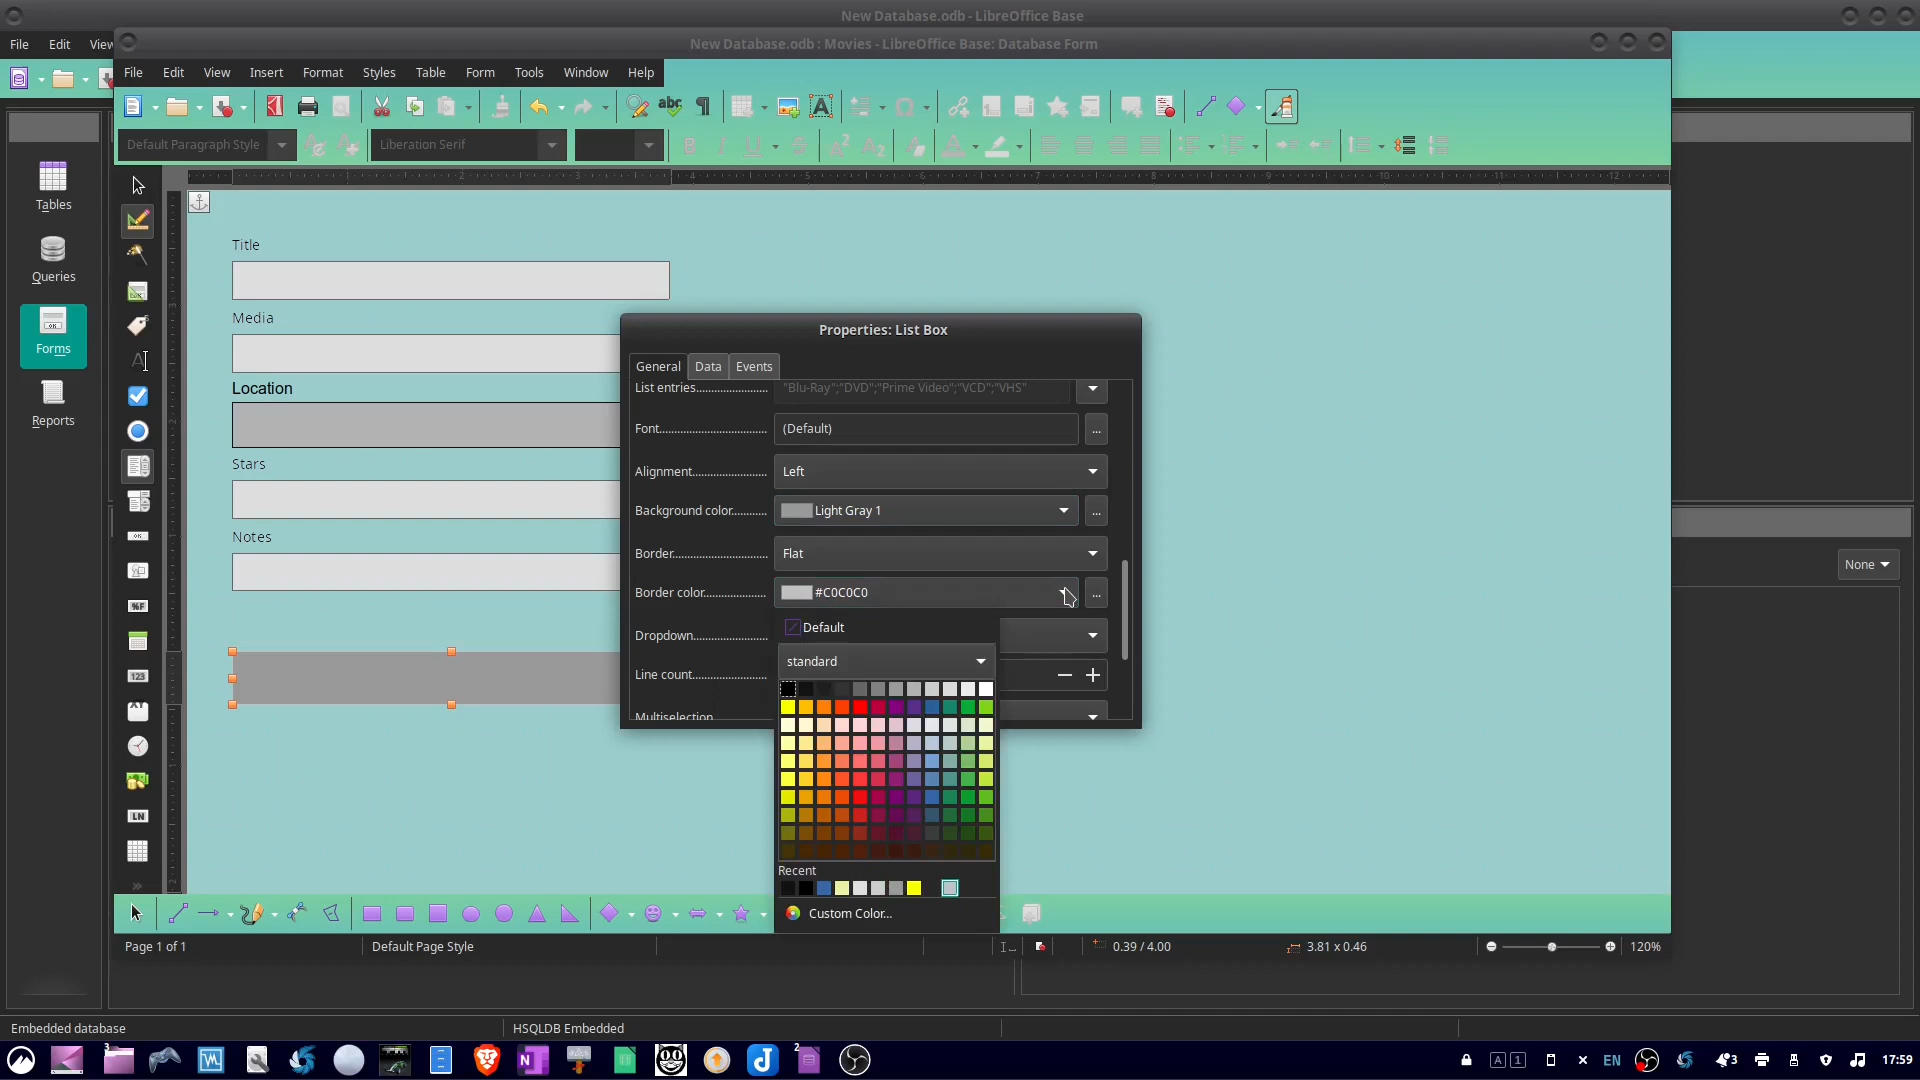 New Database.odb - LibreOffice Base
File Edit View
New Database.odb : Movies - LibreOffice Base: Database Form
File Edit View Insert Format Styles Table Form Tools Window Help
Default Paragraph Style
Liberation Serif
Tables
Queries
Forms
Reports
Title
Media
Location
Stars
Notes
Properties: List Box
General Data Events
List entries "Blu-Ray";"DVD";"Prime Video";"VCD";"VHS"
Font (Default)
Alignment Left
Background color Light Gray 1
Border Flat
Border color #C0C0C0
Dropdown
Line count
Multiselection
Default
standard
Recent
Custom Color...
None
Page 1 of 1
Default Page Style
0.39 / 4.00
3.81 x 0.46
120%
Embedded database
HSQLDB Embedded
EN
17:59